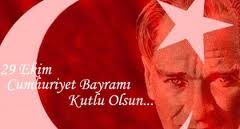 29 Ekim
Cumhuriyet Bayramı
Kutlu Olsun...